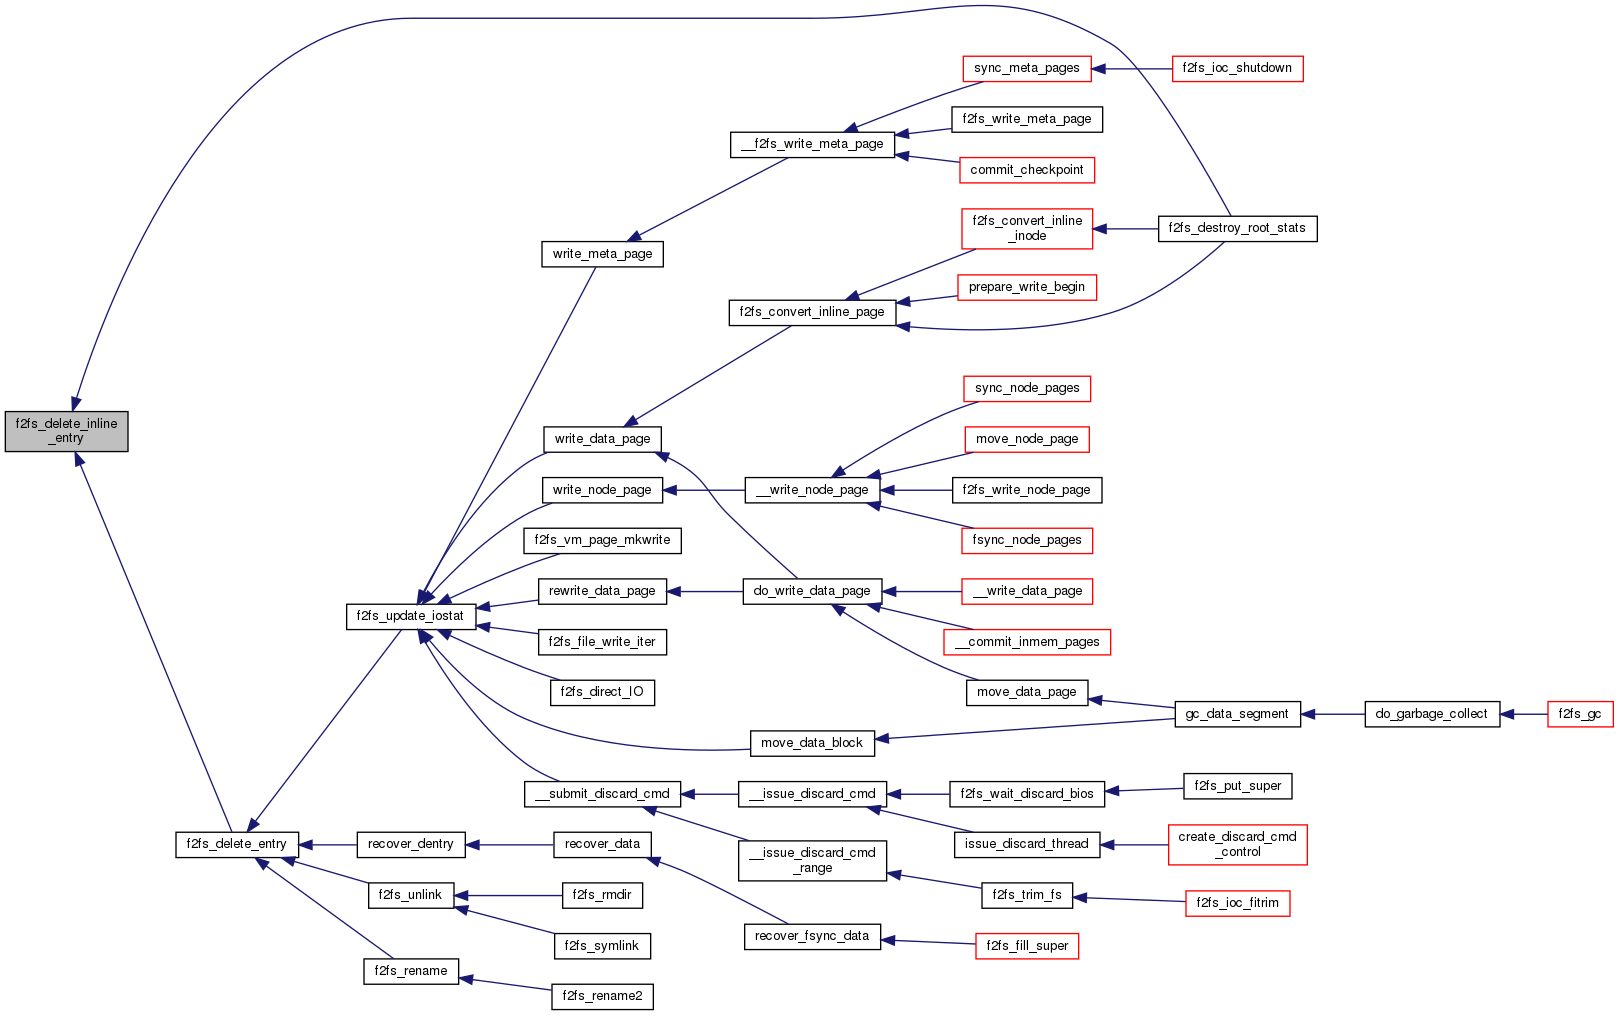 sync_meta_pages
f2fs_ioc_shutdown
f2fs_write_meta_page
__f2fs_write_meta_page
commit_checkpoint
f2fs_convert_inline
_inode
f2fs_destroy_root_stats
write_meta_page
prepare_write_begin
f2fs_convert_inline_page
sync_node_pages
f2fs_delete_inline
_entry
write_data_page
move_node_page
write_node_page
__write_node_page
f2fs_write_node_page
f2fs_vm_page_mkwrite
fsync_node_pages
rewrite_data_page
do_write_data_page
__write_data_page
f2fs_update_iostat
f2fs_file_write_iter
__commit_inmem_pages
f2fs_direct_IO
move_data_page
gc_data_segment
do_garbage_collect
f2fs_gc
move_data_block
__submit_discard_cmd
__issue_discard_cmd
f2fs_wait_discard_bios
f2fs_put_super
f2fs_delete_entry
recover_dentry
recover_data
issue_discard_thread
create_discard_cmd
_control
__issue_discard_cmd
_range
f2fs_unlink
f2fs_rmdir
f2fs_trim_fs
f2fs_ioc_fitrim
f2fs_symlink
recover_fsync_data
f2fs_fill_super
f2fs_rename
f2fs_rename2